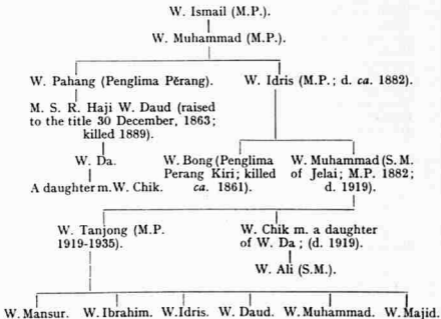 W. Ismail (M.P.).
W. Muhammad (M.P.).
W. Pahang (Penglima Pĕrang). W. Idris (M.P.; d. ca. 1882).
M. S. R. Haji W. Daud (raised
to the title 30 December, 1863;
killed 1889).
W. Da. W. Bong (Penglima W. Muhammad (S.M.
Perang Kiri; killed of Jelai; M.P. 1882;
A daughter m. W. Chik. ca. 1861). d. 1919).
W. Tanjong (M.P. W. Chik m. a daughter
1919-1935). of W. Da; (d. 1919).
W. Ali (S.M.).
W. Mansur. W. Ibrahim. W. Idris. W. Daud. W. Muhammad. W. Majid.